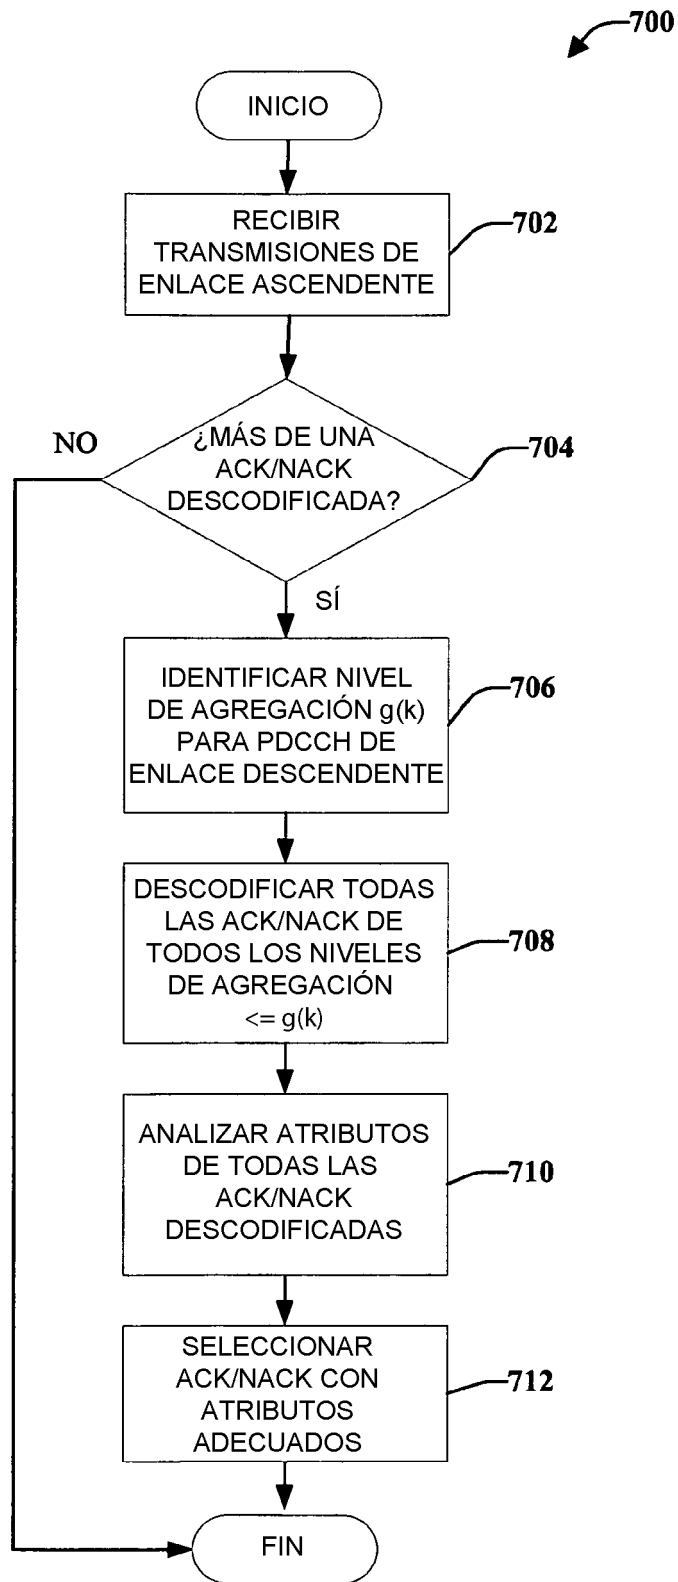 700
INICIO
RECIBIR
TRANSMISIONES DE
ENLACE ASCENDENTE
702
¿MÁS DE UNA
ACK/NACK
DESCODIFICADA?
704
NO
SÍ
IDENTIFICAR NIVEL
DE AGREGACIÓN g(k)
PARA PDCCH DE
ENLACE DESCENDENTE
706
DESCODIFICAR TODAS
LAS ACK/NACK DE
TODOS LOS NIVELES
DE AGREGACIÓN
<= g(k)
708
ANALIZAR ATRIBUTOS
DE TODAS LAS
ACK/NACK
DESCODIFICADAS
710
SELECCIONAR
ACK/NACK CON
ATRIBUTOS
ADECUADOS
712
FIN